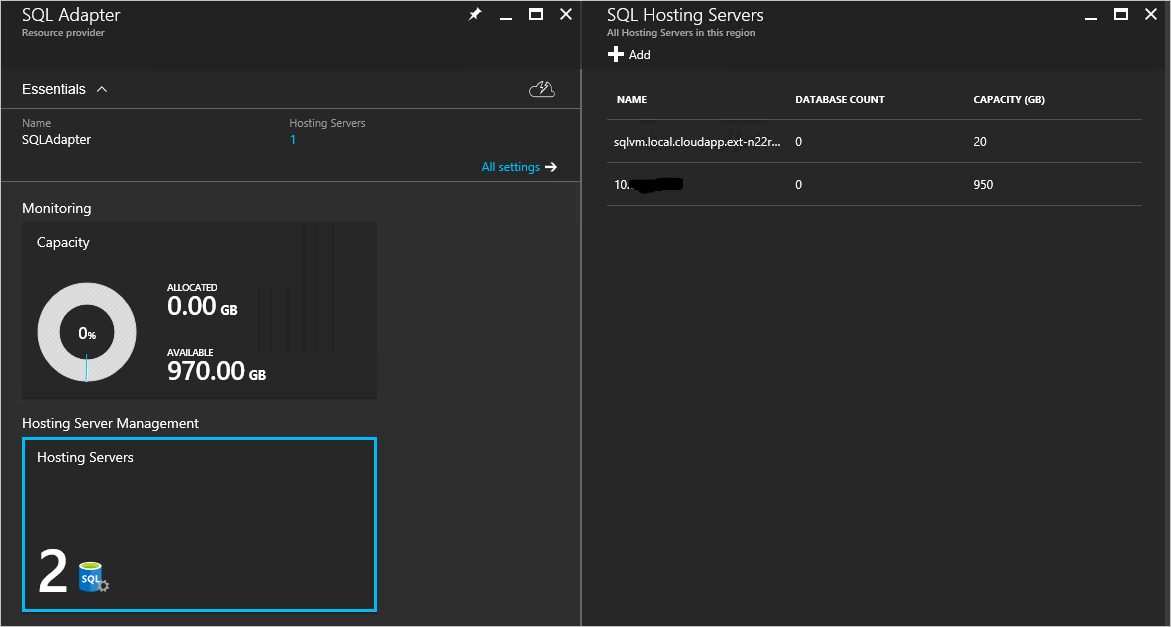 SQL Adapter
Resource provider
Essentials
Name
SQLAdapter
Hosting Servers
1
All settings
Monitoring
Capacity
0%
ALLOCATED
0.00 GB
AVAILABLE
970.00 GB
Hosting Server Management
Hosting Servers
2
SQL
SQL Hosting Servers
All Hosting Servers in this region
Add
NAME DATABASE COUNT CAPACITY (GB)
sqlvm.local.cloudapp.ext-n22r... 0 20
10. 0 950